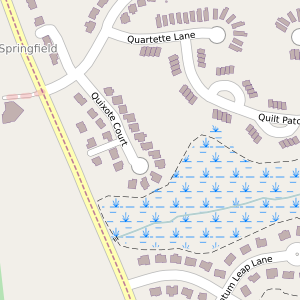 Quartette Lane
Springfield
Quixote Court
Quilt Patc
ntum Leap Lane